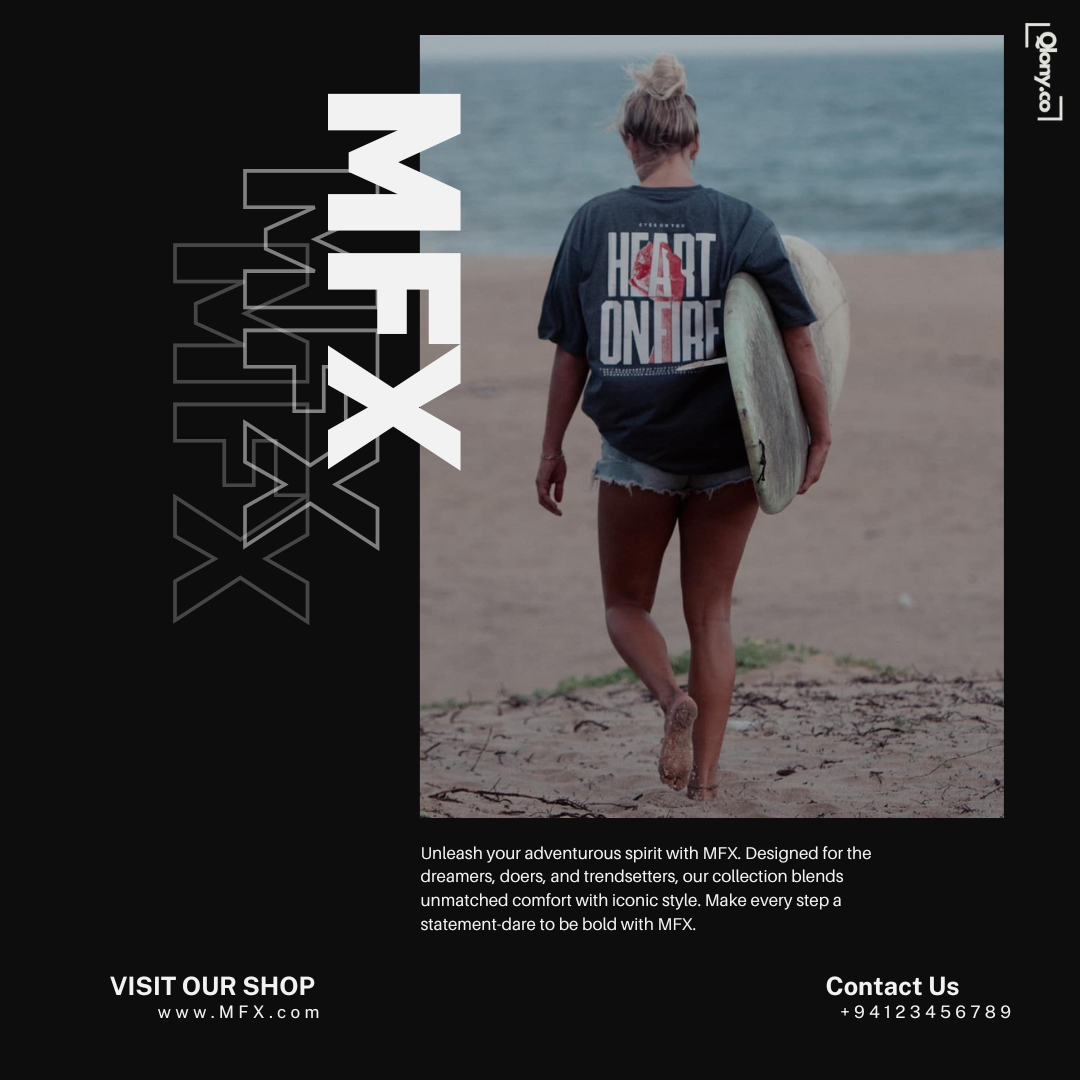 Qlony.co
MFX
MFX
MFX
HEART
ON FIRE
Unleash your adventurous spirit with MFX. Designed for the
dreamers, doers, and trendsetters, our collection blends
unmatched comfort with iconic style. Make every step a
statement-dare to be bold with MFX.
VISIT OUR SHOP
www.MFX.com
Contact Us
+94123456789